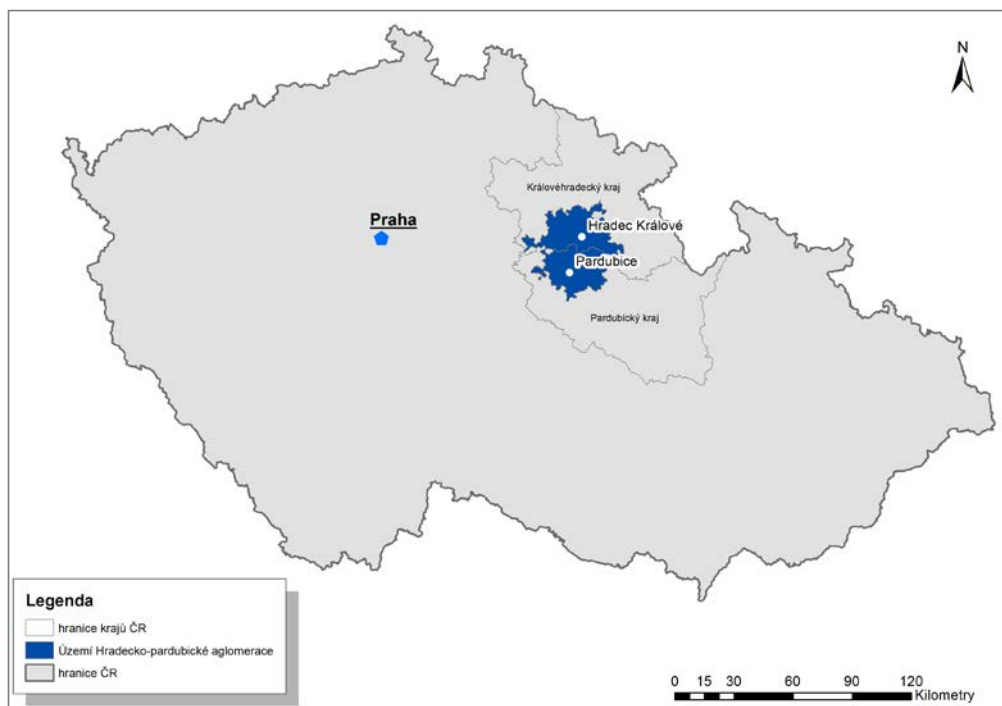 N
Královéhradecký kraj
Praha
Hradec Králové
Pardubice
Pardubický kraj
Legenda
hranice krajů ČR
Území Hradecko-pardubické aglomerace
hranice ČR
0 15 30 60 90 120
Kilometry